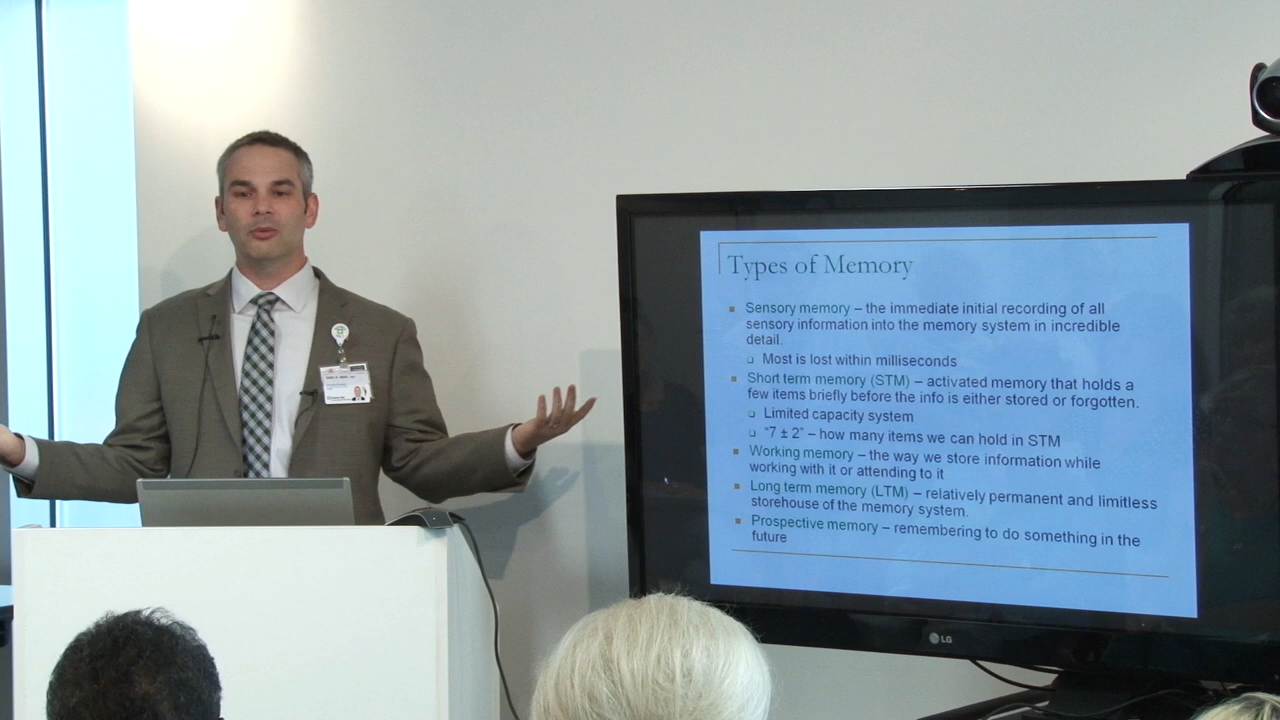 Types of Memory
Sensory memory – the immediate initial recording of all
sensory information into the memory system in incredible
detail.
Most is lost within milliseconds
Short term memory (STM) – activated memory that holds a
few items briefly before the info is either stored or forgotten.
Limited capacity system
“7 ± 2” – how many items we can hold in STM
Working memory – the way we store information while
working with it or attending to it
Long term memory (LTM) – relatively permanent and limitless
storehouse of the memory system.
Prospective memory – remembering to do something in the
future
LG